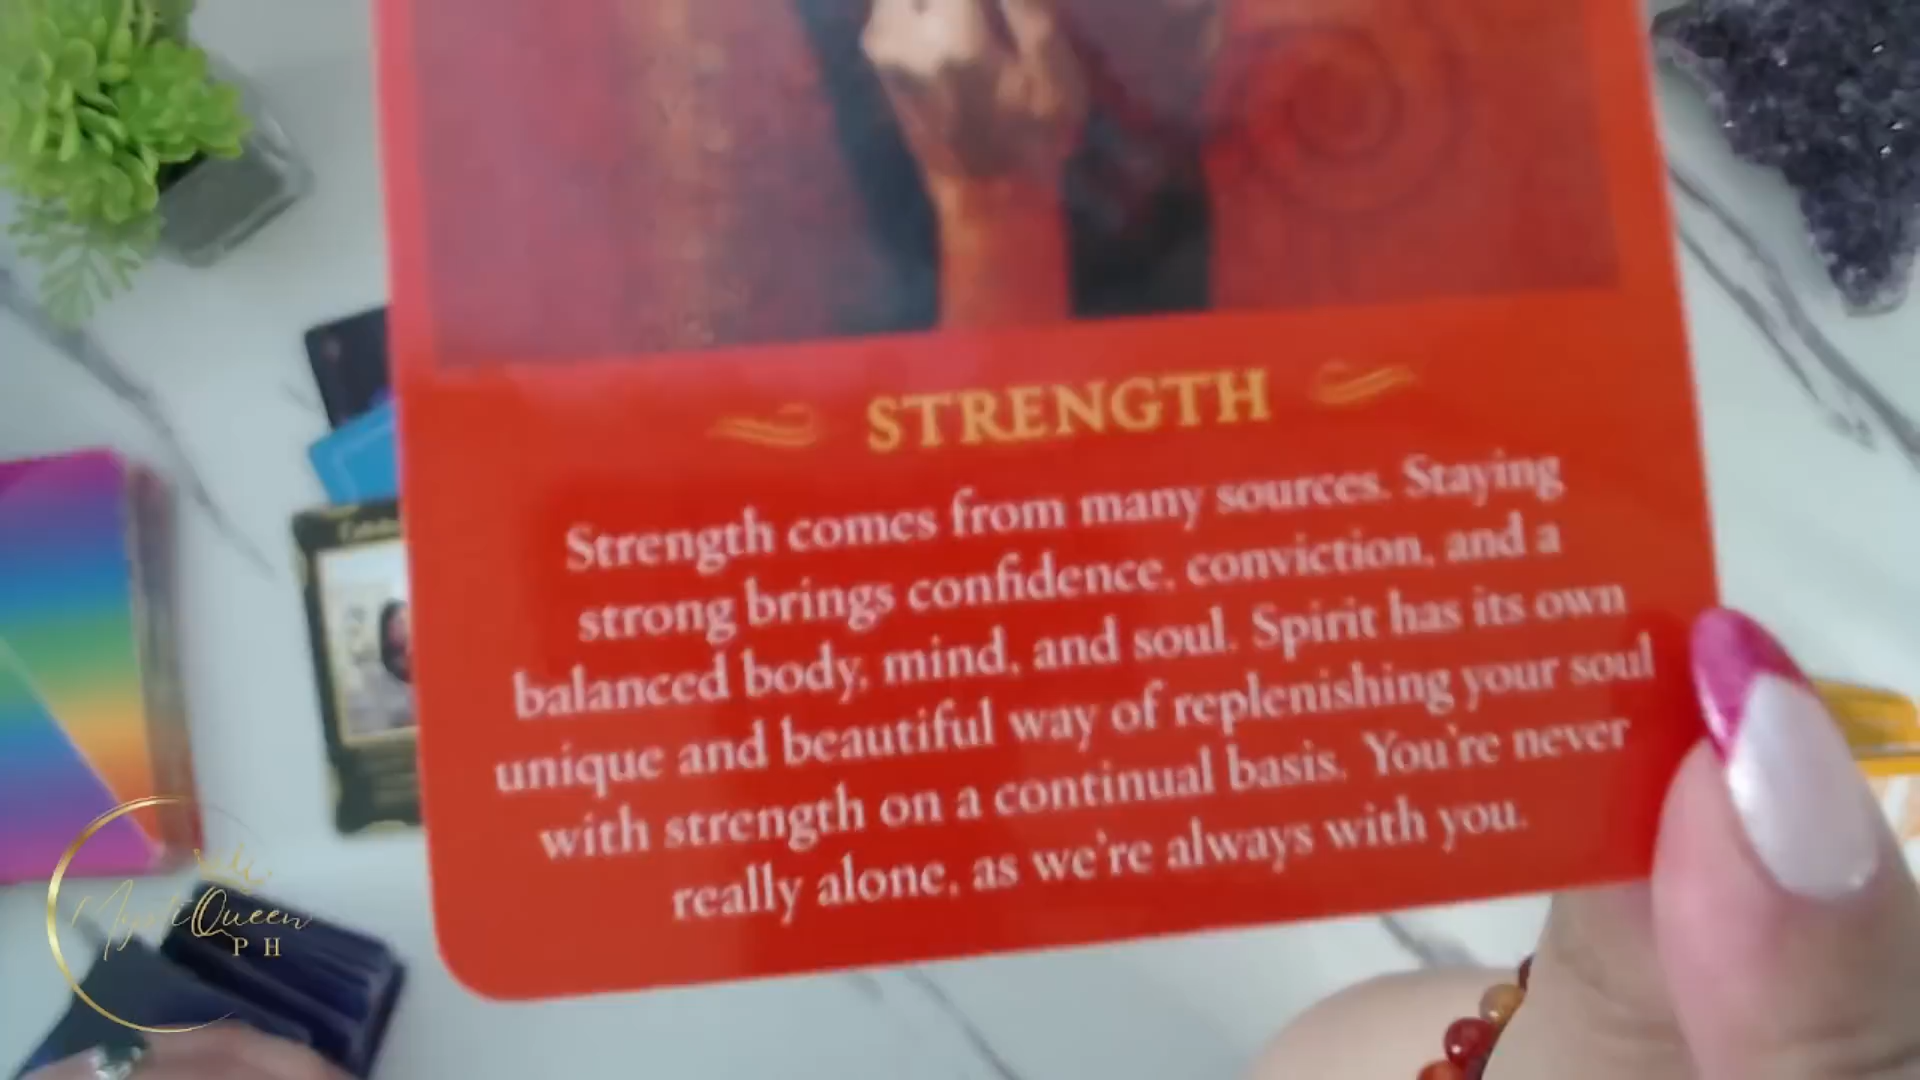 STRENGTH
Strength comes from many sources. Staying
strong brings confidence, conviction, and a
balanced body, mind, and soul. Spirit has its own
unique and beautiful way of replenishing your soul
with strength on a continual basis. You're never
really alone, as we're always with you.
MystiQueen
PH